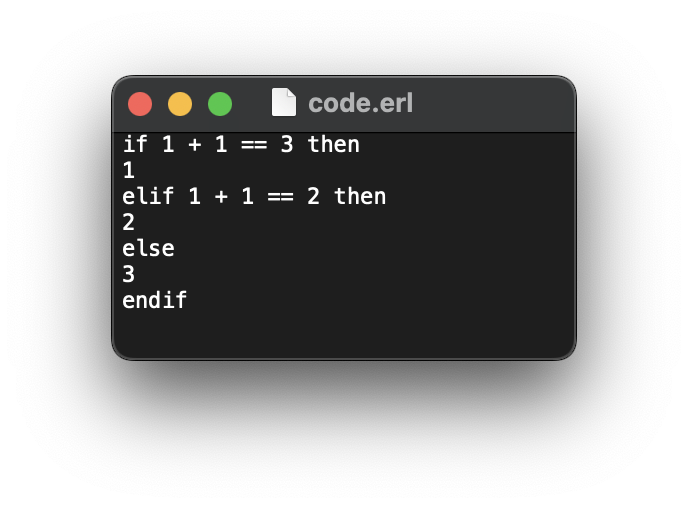 code.erl
if 1 + 1 == 3 then
1
elif 1 + 1 == 2 then
2
else
3
endif